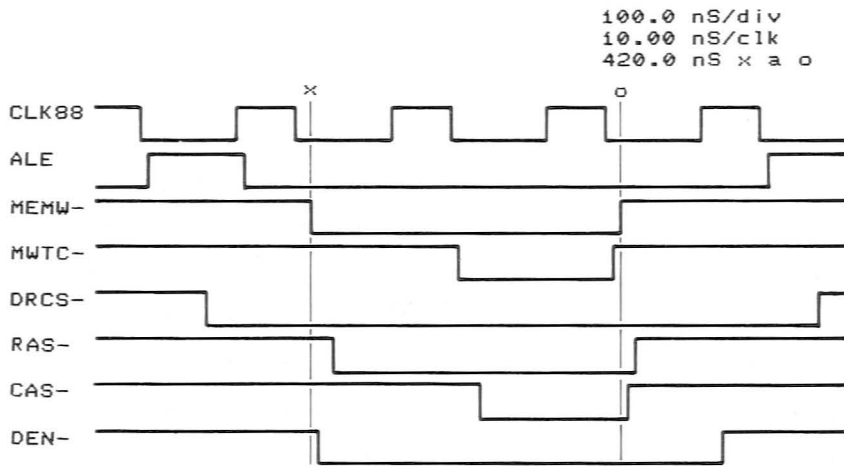 100.0 nS/div
10.00 nS/clk
420.0 nS x a o
x o
CLK88
ALE
MEMW-
MWTC-
DRCS-
RAS-
CAS-
DEN-